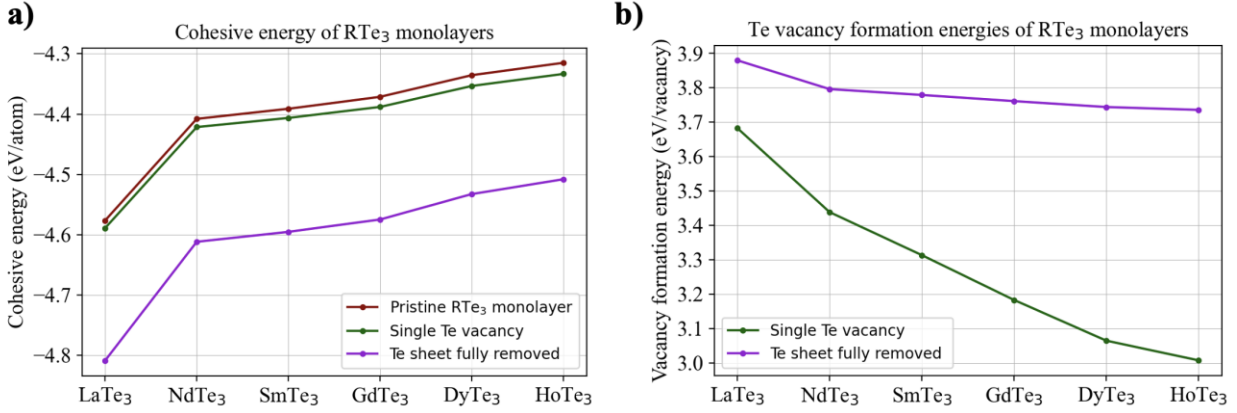 a)
Cohesive energy of RTe₃ monolayers
Cohesive energy (eV/atom)
−4.3
−4.4
−4.5
−4.6
−4.7
−4.8
Pristine RTe₃ monolayer
Single Te vacancy
Te sheet fully removed
LaTe₃ NdTe₃ SmTe₃ GdTe₃ DyTe₃ HoTe₃
b)
Te vacancy formation energies of RTe₃ monolayers
Vacancy formation energy (eV/vacancy)
3.9
3.8
3.7
3.6
3.5
3.4
3.3
3.2
3.1
3.0
Single Te vacancy
Te sheet fully removed
LaTe₃ NdTe₃ SmTe₃ GdTe₃ DyTe₃ HoTe₃